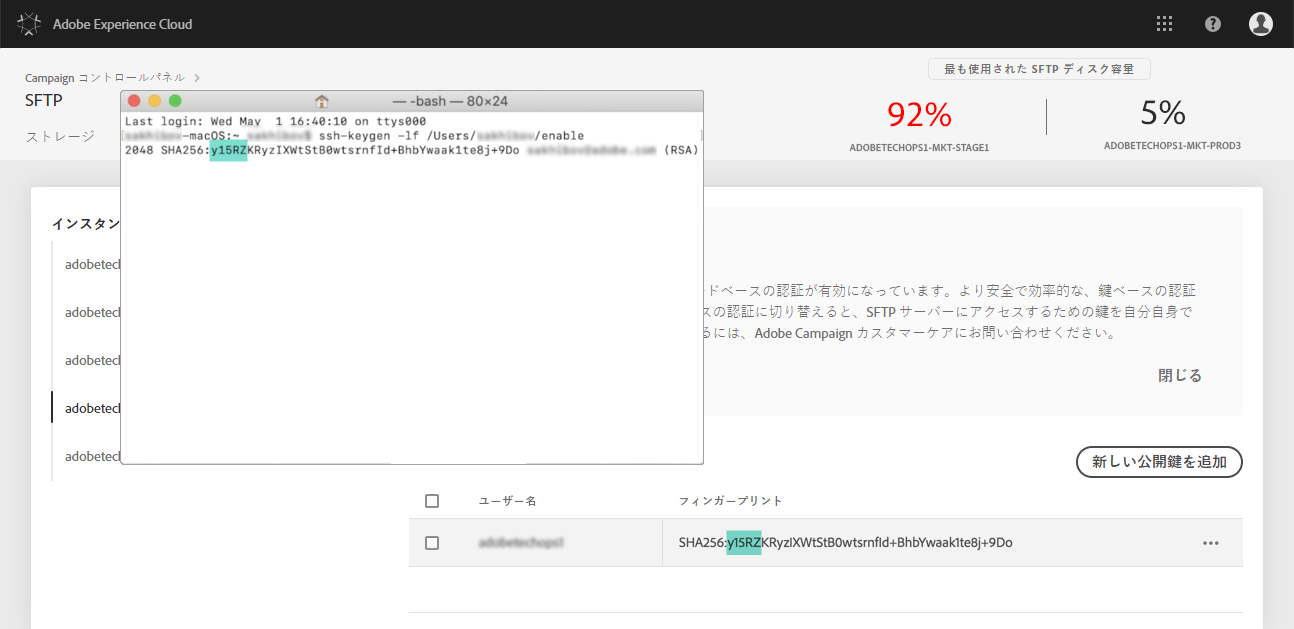 Adobe Experience Cloud
Campaign コントロールパネル
SFTP
ストレージ
最も使用された SFTP ディスク容量
92%
ADOBETECHOPS1-MKT-STAGE1
5%
ADOBETECHOPS1-MKT-PROD3
— -bash — 80×24
Last login: Wed May 1 16:40:10 on ttys000
-macOS:~ ssh-keygen -lf /Users/ /enable
2048 SHA256:y15RZKRyzIXWtStB0wtsrnfId+BhbYwaak1te8j+9Do (RSA)
インスタン
adobetecl
adobetecl
adobetecl
adobetecl
adobetecl
ドベースの認証が有効になっています。より安全で効率的な、鍵ベースの認証
スの認証に切り替えると、SFTP サーバーにアクセスするための鍵を自分自身で
るには、Adobe Campaign カスタマーケアにお問い合わせください。
閉じる
新しい公開鍵を追加
ユーザー名 フィンガープリント
SHA256:y15RZKRyzIXWtStB0wtsrnfId+BhbYwaak1te8j+9Do